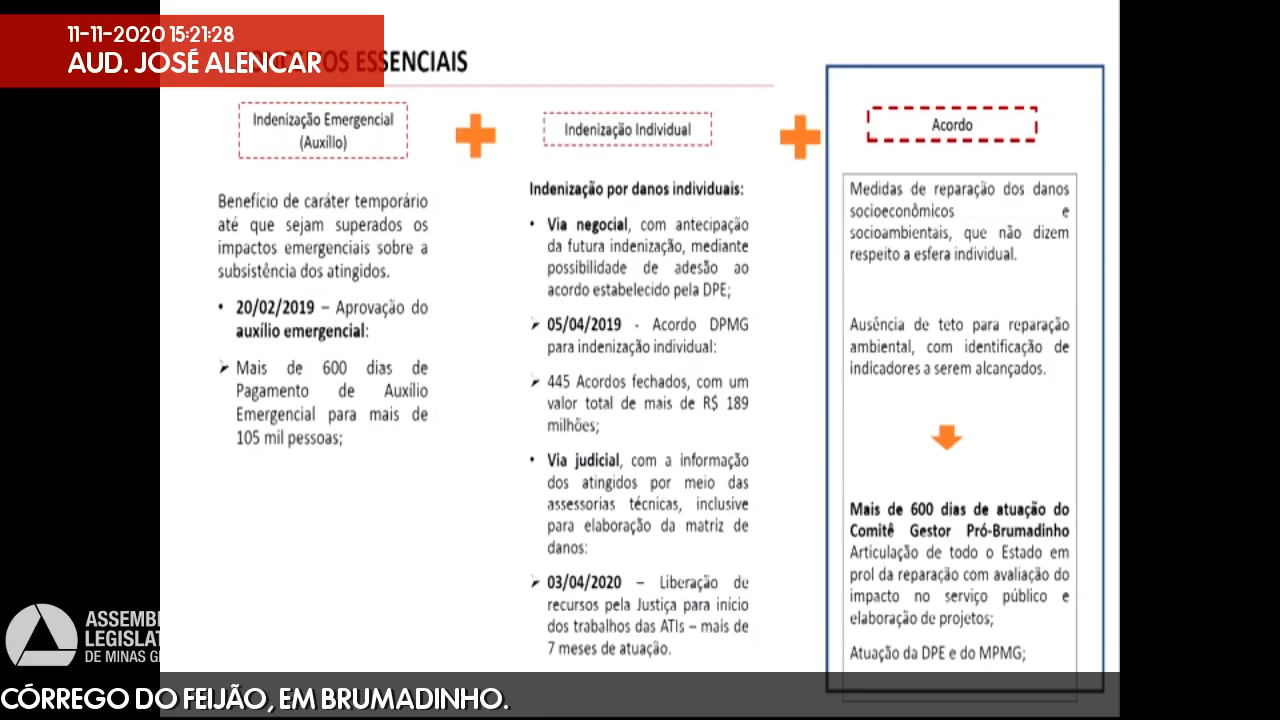 11-11-2020 15:21:28
AUD. JOSÉ ALENCAR
ESSENCIAIS
Indenização Emergencial
(Auxílio)
Benefício de caráter temporário
até que sejam superados os
impactos emergenciais sobre a
subsistência dos atingidos.
• 20/02/2019 – Aprovação do
auxílio emergencial:
➢ Mais de 600 dias de
Pagamento de Auxílio
Emergencial para mais de
105 mil pessoas;
Indenização Individual
Indenização por danos individuais:
• Via negocial, com antecipação
da futura indenização, mediante
possibilidade de adesão ao
acordo estabelecido pela DPE;
➢ 05/04/2019 - Acordo DPMG
para indenização individual:
➢ 445 Acordos fechados, com um
valor total de mais de R$ 189
milhões;
• Via judicial, com a informação
dos atingidos por meio das
assessorias técnicas, inclusive
para elaboração da matriz de
danos:
➢ 03/04/2020 – Liberação de
recursos pela Justiça para início
dos trabalhos das ATIs – mais de
7 meses de atuação.
Acordo
Medidas de reparação dos danos
socioeconômicos e
socioambientais, que não dizem
respeito a esfera individual.
Ausência de teto para reparação
ambiental, com identificação de
indicadores a serem alcançados.
Mais de 600 dias de atuação do
Comitê Gestor Pró-Brumadinho
Articulação de todo o Estado em
prol da reparação com avaliação do
impacto no serviço público e
elaboração de projetos;
Atuação da DPE e do MPMG;
ASSEMBL
LEGISLAT
DE MINAS GE
CÓRREGO DO FEIJÃO, EM BRUMADINHO.